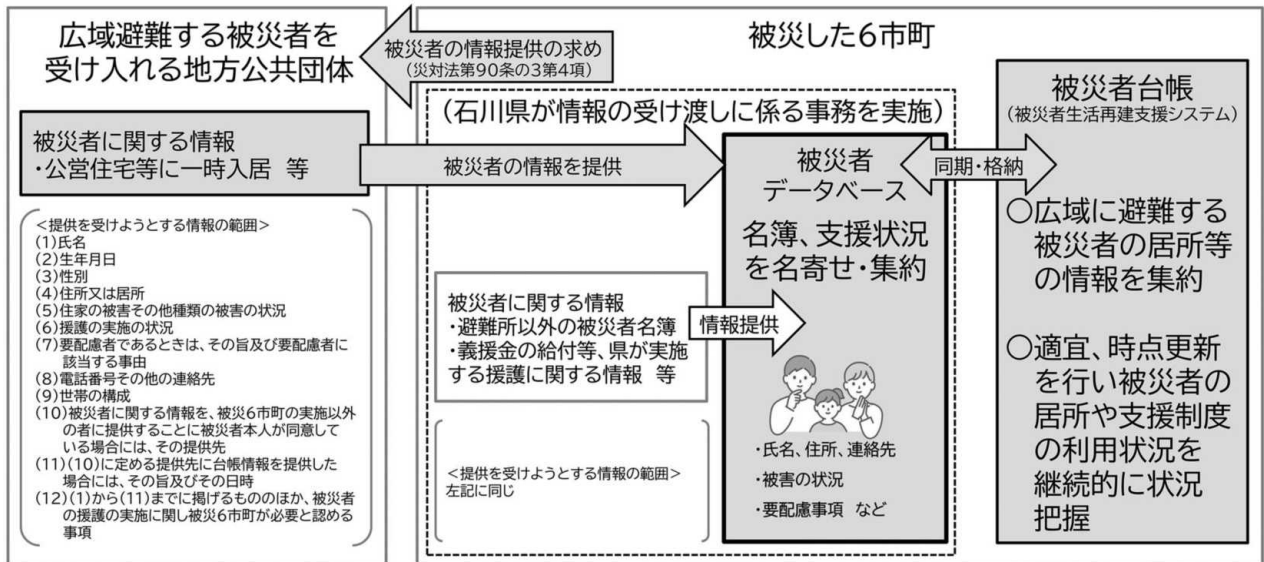 広域避難する被災者を
受け入れる地方公共団体
被災者に関する情報
・公営住宅等に一時入居　等
<提供を受けようとする情報の範囲>
(1)氏名
(2)生年月日
(3)性別
(4)住所又は居所
(5)住家の被害その他種類の被害の状況
(6)援護の実施の状況
(7)要配慮者であるときは、その旨及び要配慮者に
該当する事由
(8)電話番号その他の連絡先
(9)世帯の構成
(10)被災者に関する情報を、被災6市町の実施以外
の者に提供することに被災者本人が同意して
いる場合には、その提供先
(11)(10)に定める提供先に台帳情報を提供した
場合には、その旨及びその日時
(12)(1)から(11)までに掲げるもののほか、被災者
の援護の実施に関し被災6市町が必要と認める
事項
被災者の情報提供の求め
(災対法第90条の3第4項)
被災者の情報を提供
被災した6市町
(石川県が情報の受け渡しに係る事務を実施)
被災者に関する情報
・避難所以外の被災者名簿
・義援金の給付等、県が実施
する援護に関する情報　等
情報提供
<提供を受けようとする情報の範囲>
左記に同じ
被災者
データベース
名簿、支援状況
を名寄せ・集約
・氏名、住所、連絡先
・被害の状況
・要配慮事項　など
同期・格納
被災者台帳
(被災者生活再建支援システム)
○広域に避難する
被災者の居所等
の情報を集約
○適宜、時点更新
を行い被災者の
居所や支援制度
の利用状況を
継続的に状況
把握